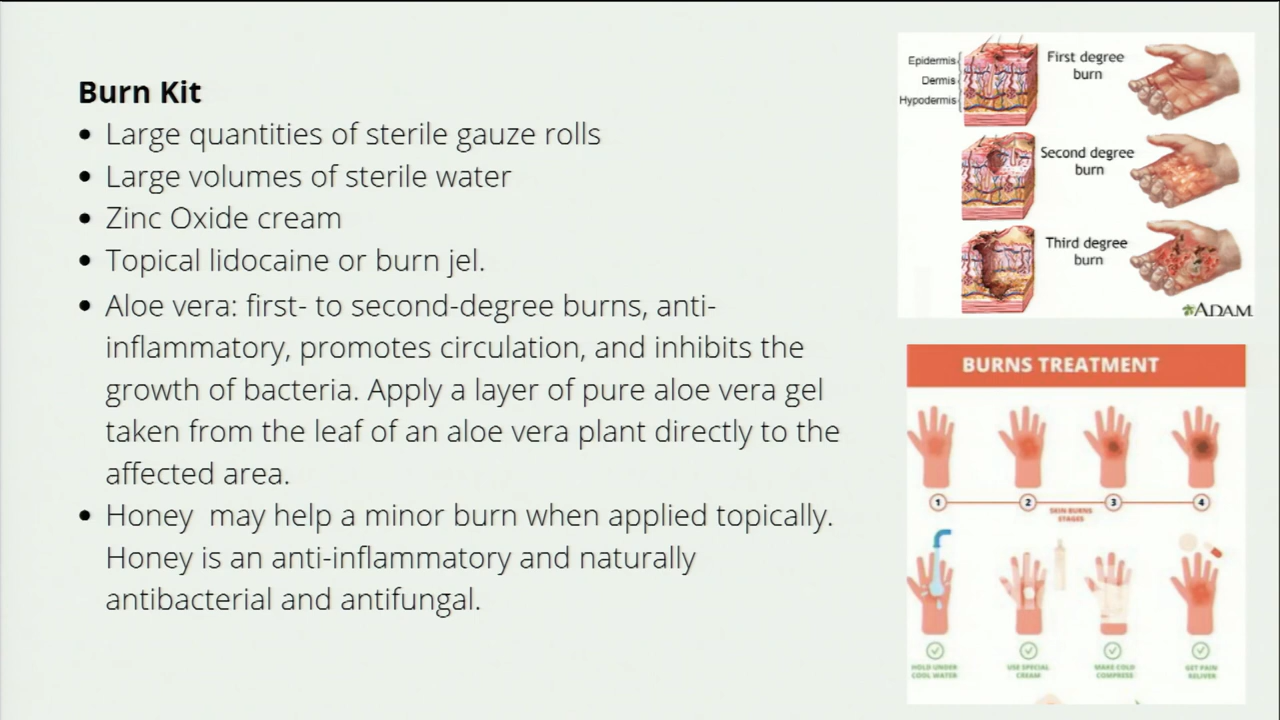 Burn Kit
• Large quantities of sterile gauze rolls
• Large volumes of sterile water
• Zinc Oxide cream
• Topical lidocaine or burn jel.
• Aloe vera: first- to second-degree burns, anti-
inflammatory, promotes circulation, and inhibits the
growth of bacteria. Apply a layer of pure aloe vera gel
taken from the leaf of an aloe vera plant directly to the
affected area.
• Honey  may help a minor burn when applied topically.
Honey is an anti-inflammatory and naturally
antibacterial and antifungal.
Epidermis
Dermis
Hypodermis
First degree
burn
Second degree
burn
Third degree
burn
ADAM
BURNS TREATMENT
1 2 3 4
SKIN BURNS
STAGES
HOLD UNDER
COOL WATER
USE SPECIAL
CREAM
MAKE COLD
COMPRESS
GET PAIN
RELIVER